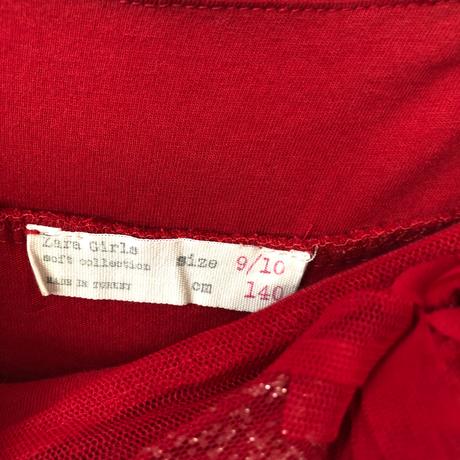 Zara Girls
soft collection
MADE IN TURKEY
size 9/10
cm 140